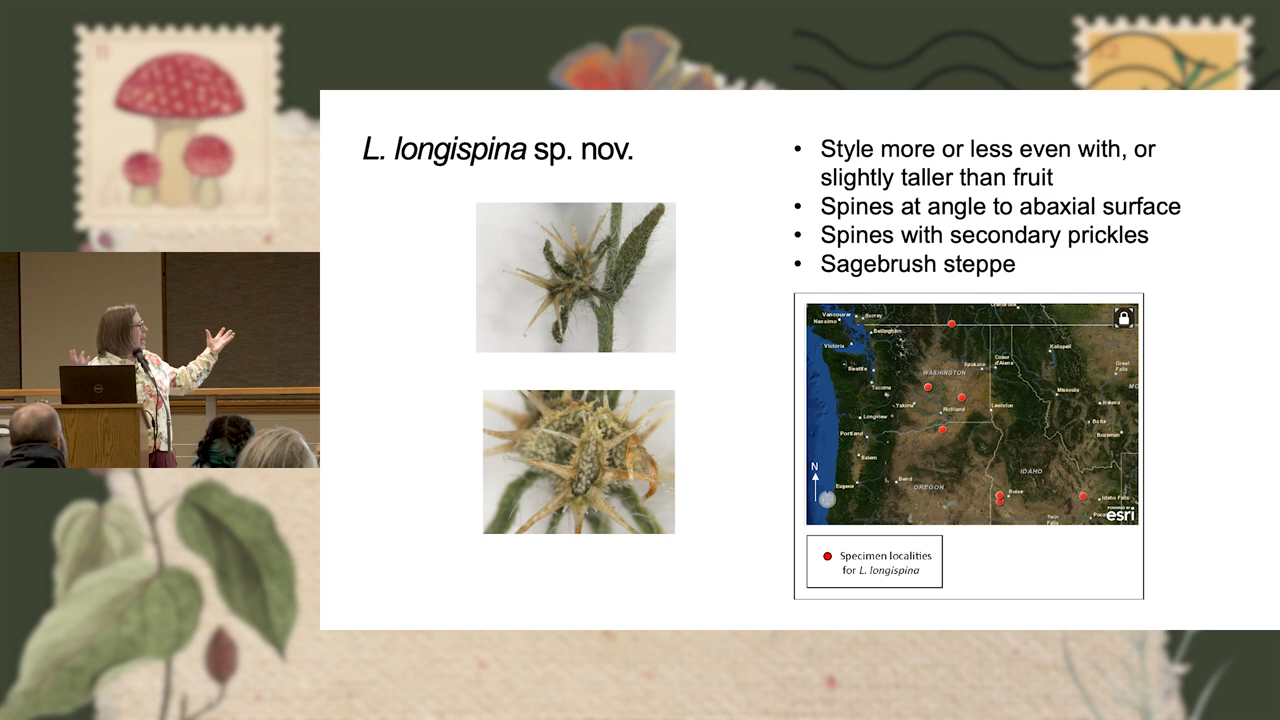 L. longispina sp. nov.
• Style more or less even with, or
slightly taller than fruit
• Spines at angle to abaxial surface
• Spines with secondary prickles
• Sagebrush steppe
Vancouver
Surrey
Nanaimo
Bellingham
Victoria
Seattle
Tacoma
WASHINGTON
Spokane
Coeur
d'Alene
Kalispell
Great
Falls
Missoula
Helena
Yakima
Richland
Lewiston
Longview
Butte
Bozeman
Portland
Salem
IDAHO
Eugene
Bend
OREGON
Boise
Idaho Falls
Twin
Falls
N
POWERED BY
esri
Specimen localities
for L. longispina
DELL